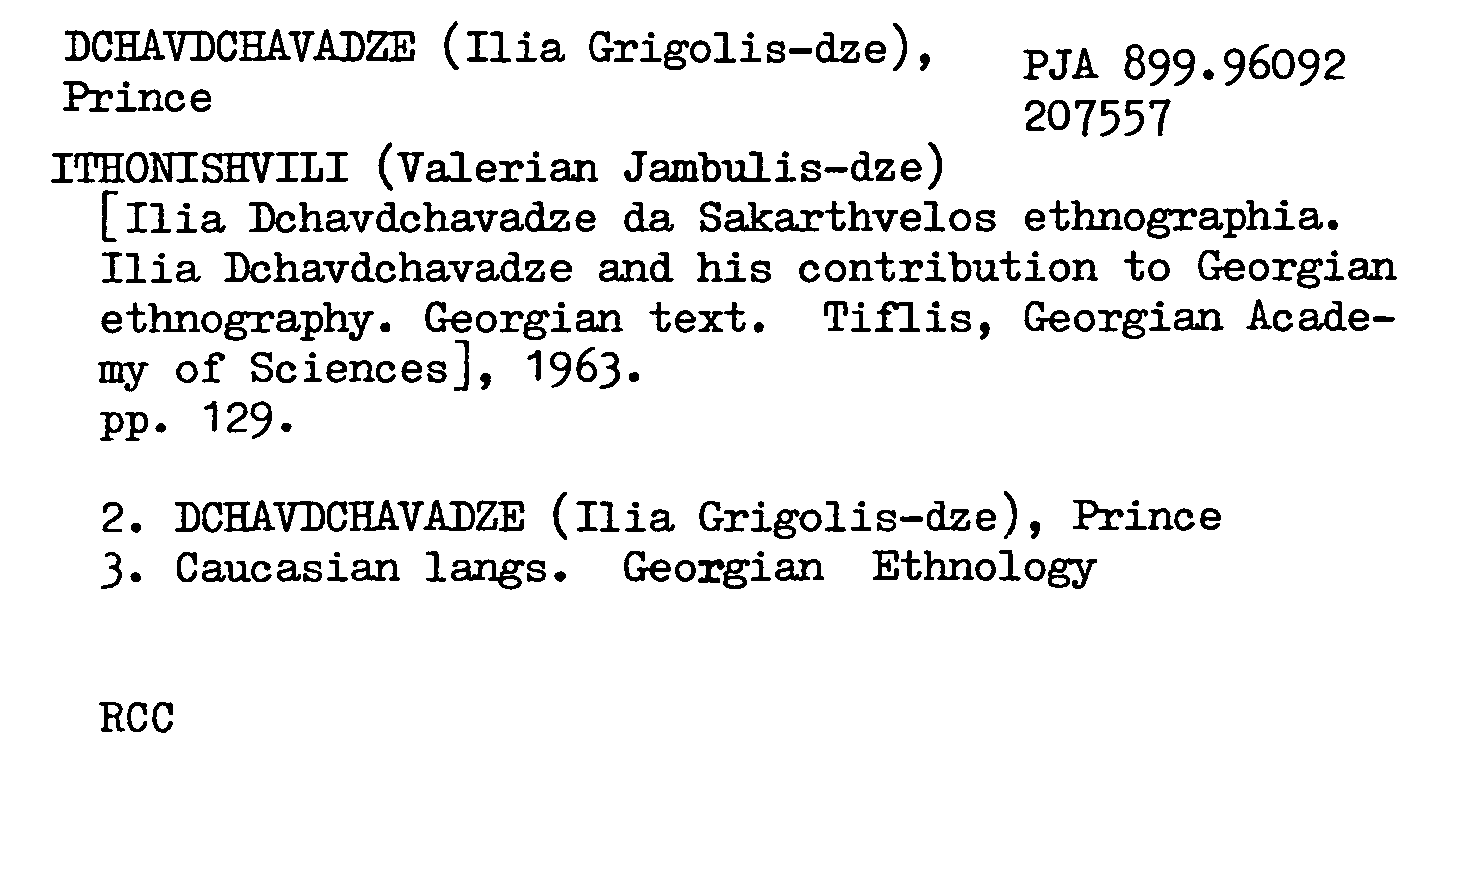 DCHAVDCHAVADZE (Ilia Grigolis-dze),
Prince
PJA 899.96092
207557
ITHONISHVILI (Valerian Jambulis-dze)
[Ilia Dchavdchavadze da Sakarthvelos ethnographia.
Ilia Dchavdchavadze and his contribution to Georgian
ethnography. Georgian text. Tiflis, Georgian Acade-
my of Sciences], 1963.
pp. 129.
2. DCHAVDCHAVADZE (Ilia Grigolis-dze), Prince
3. Caucasian langs. Georgian Ethnology
RCC